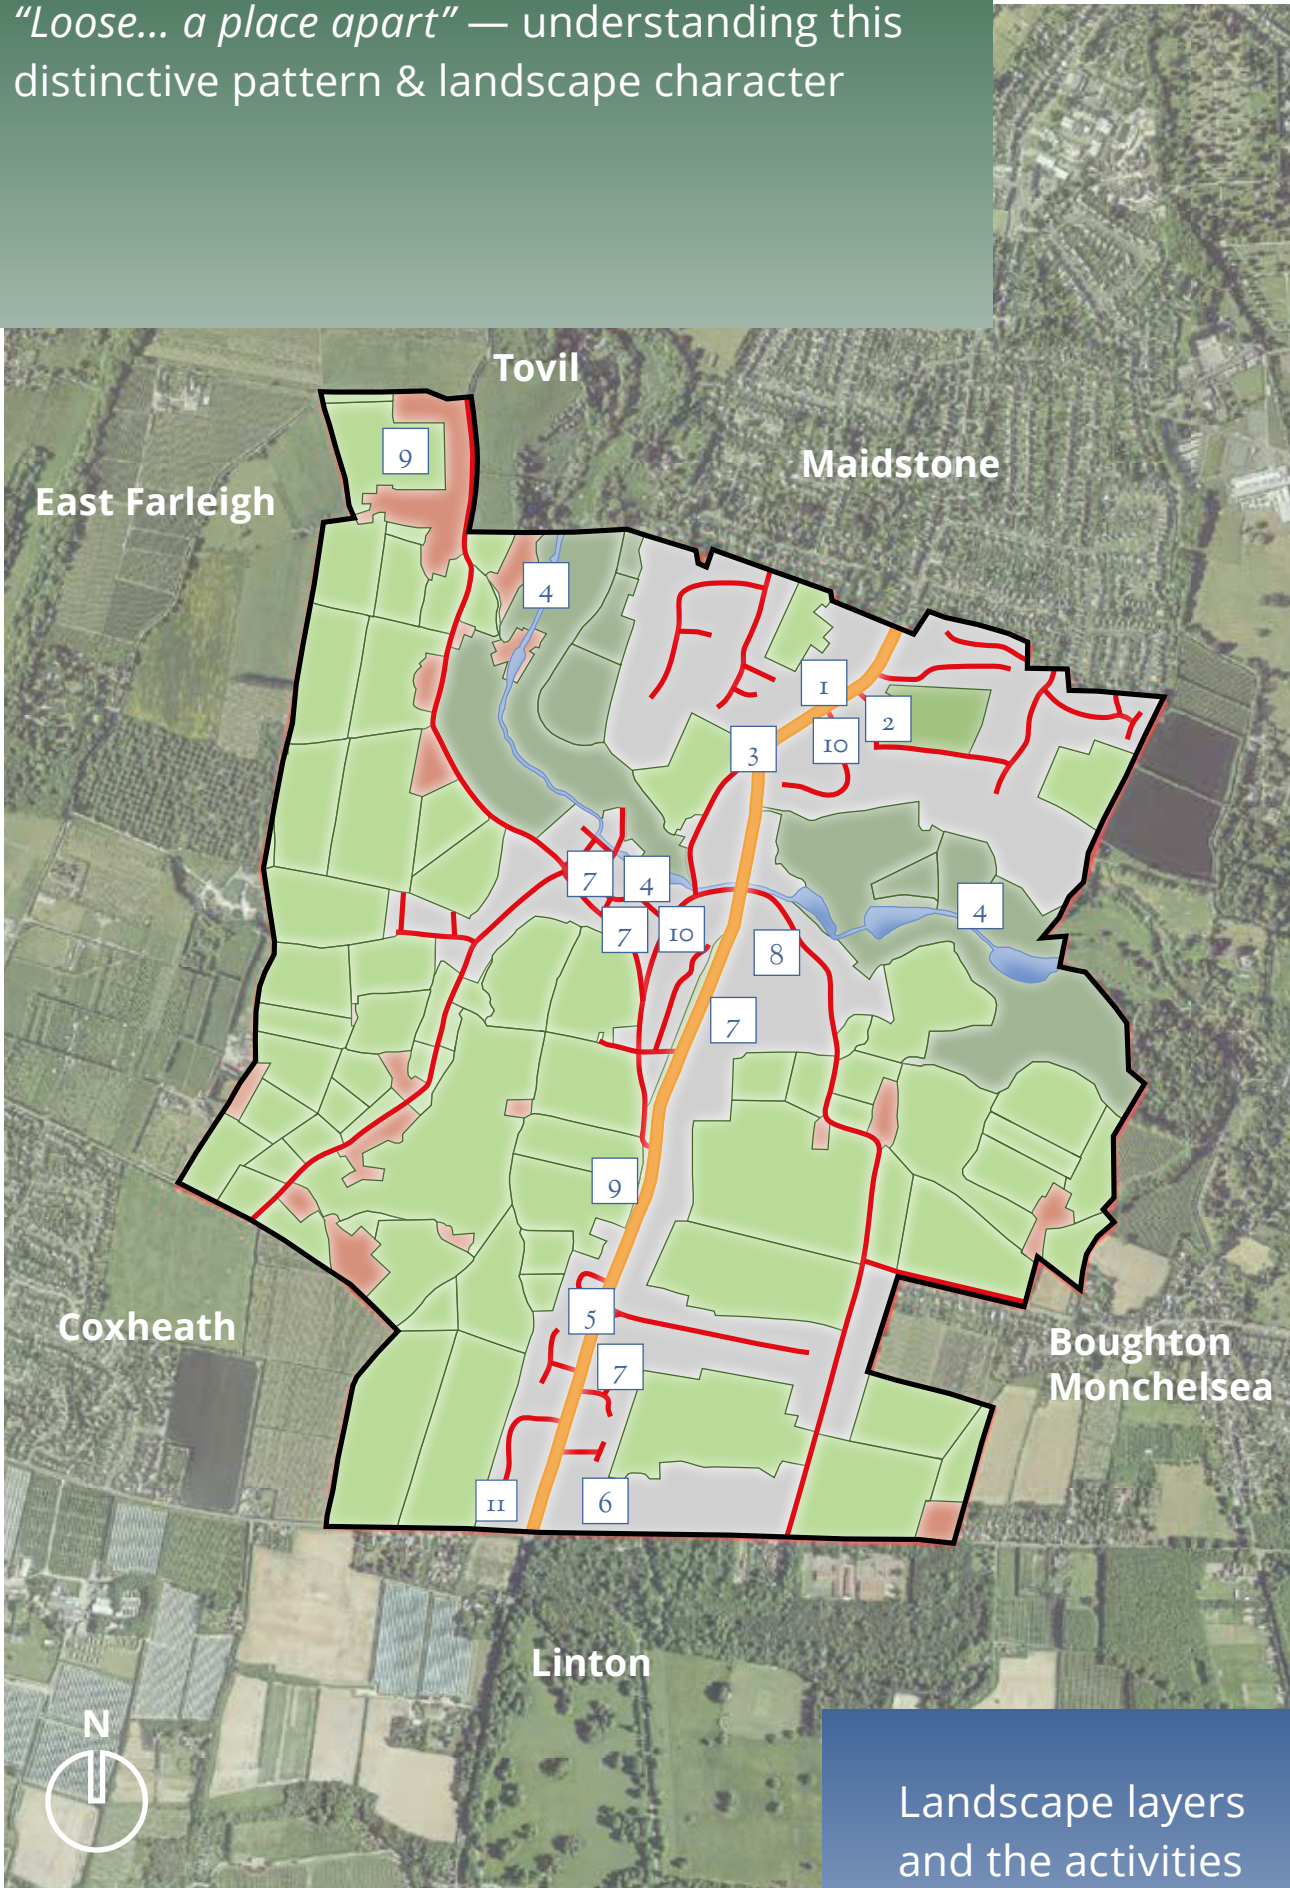 “Loose... a place apart” — understanding this
distinctive pattern & landscape character
Tovil
Maidstone
9
East Farleigh
4
1
2
10
3
7
4
4
7
10
8
7
9
5
Coxheath
Boughton
Monchelsea
7
11
6
Linton
N
Landscape layers
and the activities